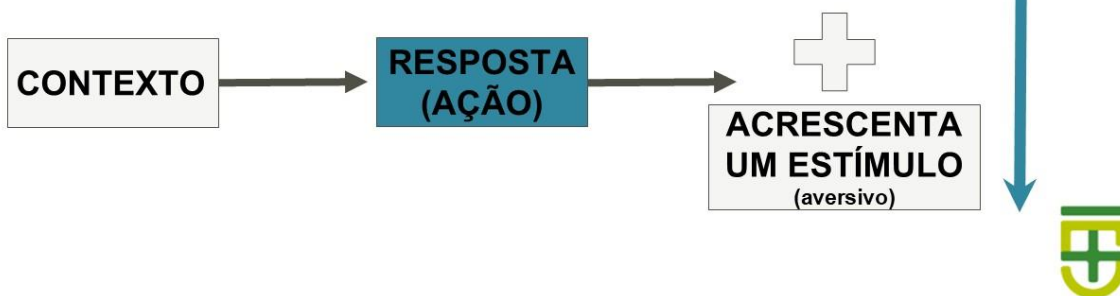 CONTEXTO
RESPOSTA
(AÇÃO)
ACRESCENTA
UM ESTÍMULO
(aversivo)